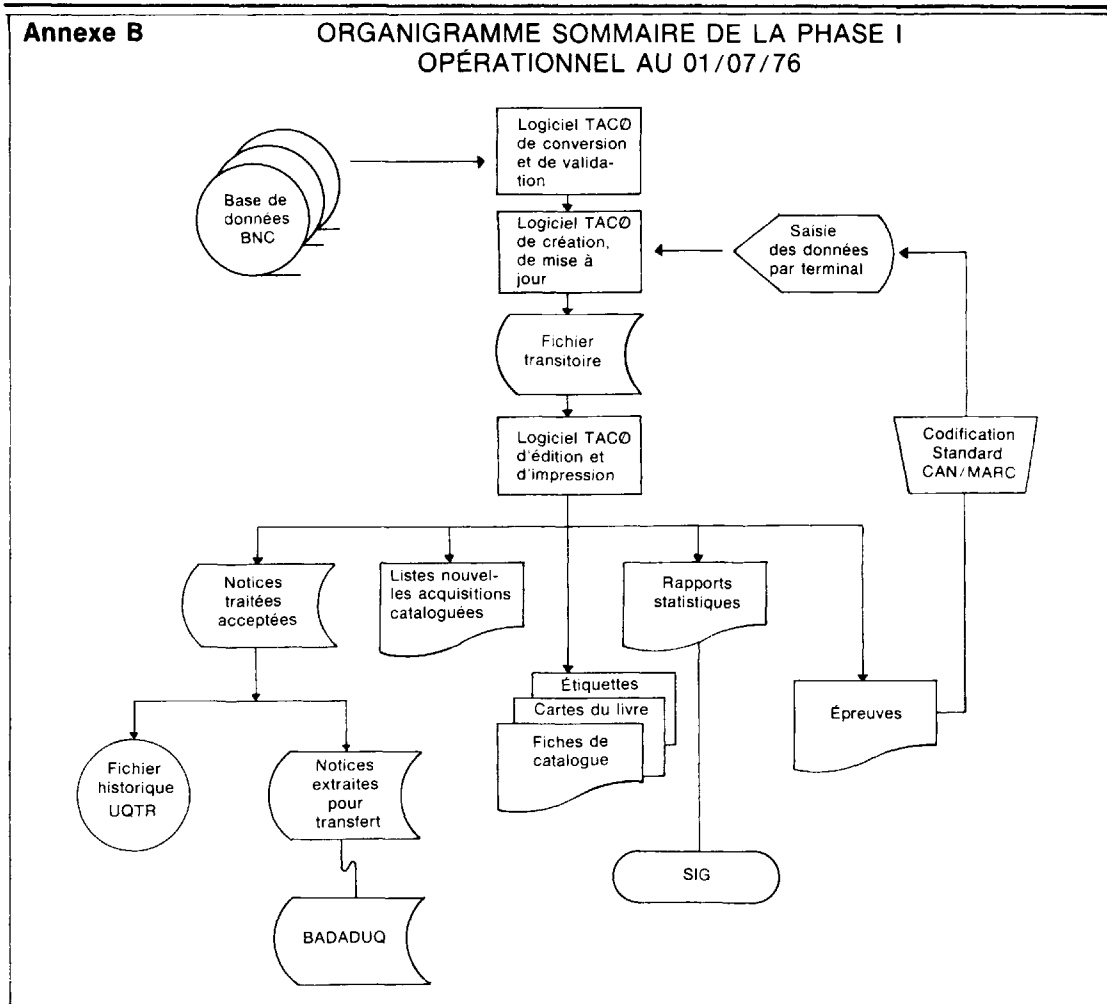 Annexe B
ORGANIGRAMME SOMMAIRE DE LA PHASE I
OPÉRATIONNEL AU 01/07/76
Logiciel TACØ
de conversion
et de valida-
tion
Base de
données
BNC
Logiciel TACØ
de création,
de mise à
jour
Saisie
des données
par terminal
Fichier
transitoire
Logiciel TACØ
d'édition et
d'impression
Codification
Standard
CAN/MARC
Notices
traitées
acceptées
Listes nouvel-
les acquisitions
cataloguées
Rapports
statistiques
Étiquettes
Cartes du livre
Fiches de
catalogue
Épreuves
Fichier
historique
UQTR
Notices
extraites
pour
transfert
SIG
BADADUQ